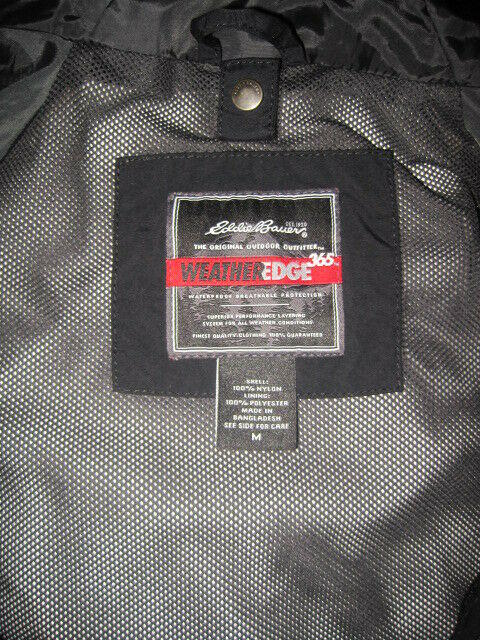 Eddie Bauer® EST. 1920
THE ORIGINAL OUTDOOR OUTFITTER™
WEATHEREDGE 365®
WATERPROOF BREATHABLE PROTECTION
SUPERIOR PERFORMANCE LAYERING
SYSTEM FOR ALL WEATHER CONDITIONS
FINEST QUALITY CLOTHING 100% GUARANTEED
SHELL:
100% NYLON
LINING:
100% POLYESTER
MADE IN
BANGLADESH
SEE SIDE FOR CARE
M